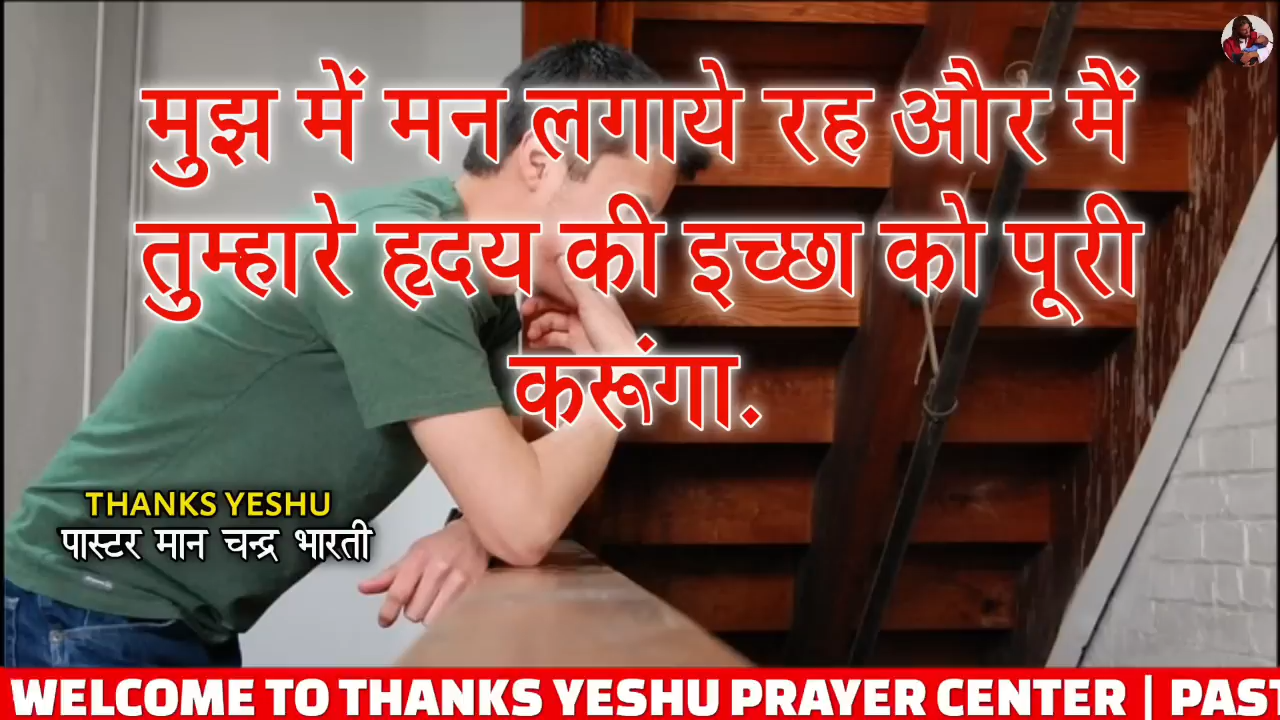 मुझ में मन लगाये रह और मैं
तुम्हारे हृदय की इच्छा को पूरी
करूंगा.
THANKS YESHU
पास्टर मान चन्द्र भारती
WELCOME TO THANKS YESHU PRAYER CENTER | PAST